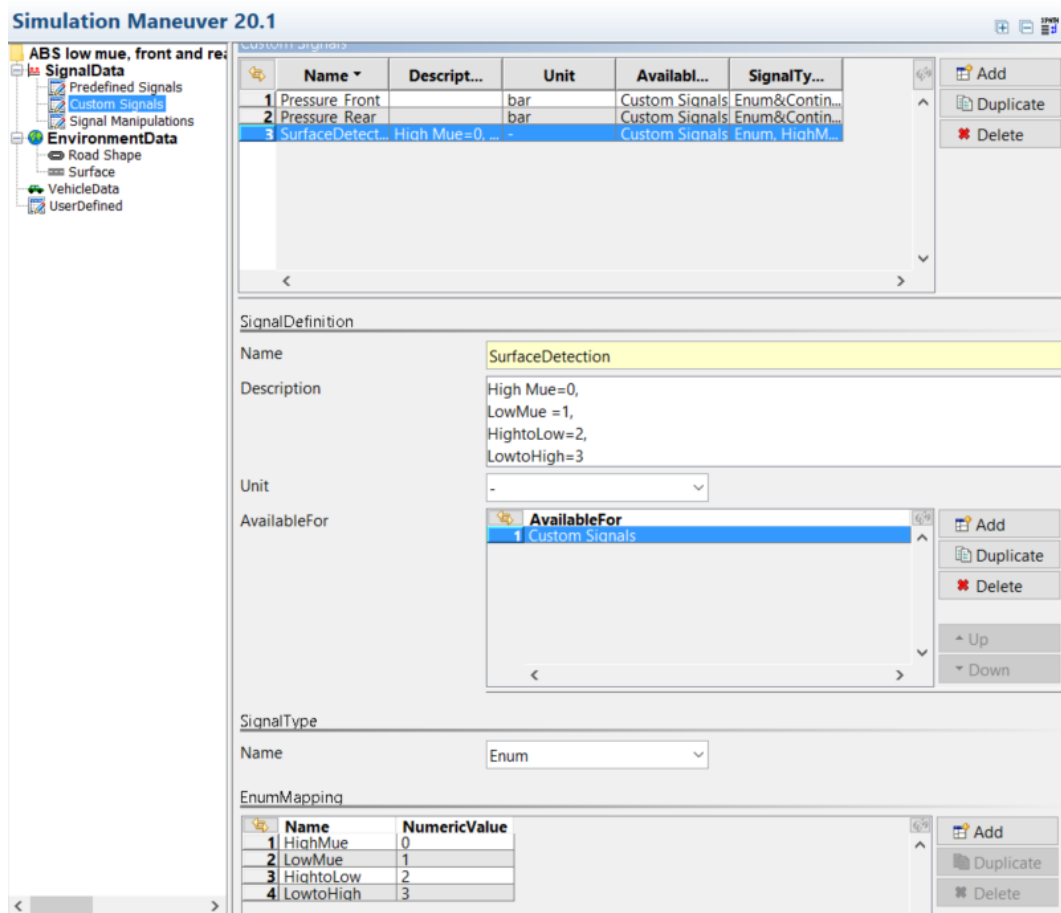 Simulation Maneuver 20.1
ABS low mue, front and rea
SignalData
Predefined Signals
Custom Signals
Signal Manipulations
EnvironmentData
Road Shape
Surface
VehicleData
UserDefined
Custom Signals
Name Descript... Unit Availabl... SignalTy...
1 Pressure Front bar Custom Signals Enum&Contin...
2 Pressure Rear bar Custom Signals Enum&Contin...
3 SurfaceDetect... High Mue=0, ... - Custom Signals Enum, HighM...
Add
Duplicate
Delete
SignalDefinition
Name SurfaceDetection
Description High Mue=0,
LowMue =1,
HightoLow=2,
LowtoHigh=3
Unit -
AvailableFor AvailableFor
1 Custom Signals
Add
Duplicate
Delete
Up
Down
SignalType
Name Enum
EnumMapping
Name NumericValue
1 HighMue 0
2 LowMue 1
3 HightoLow 2
4 LowtoHigh 3
Add
Duplicate
Delete